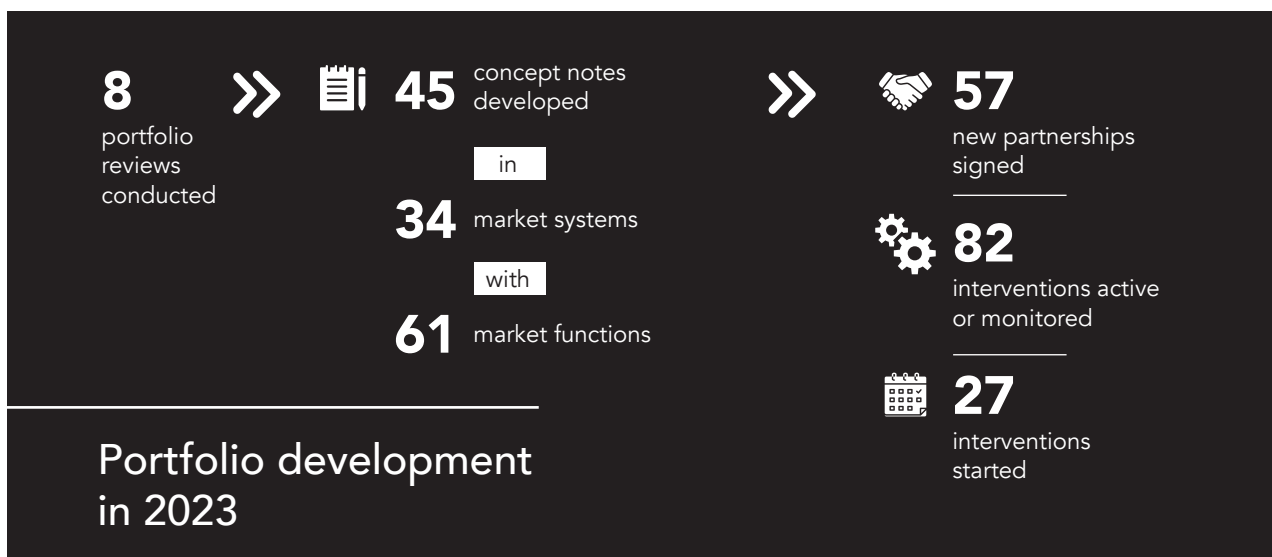 8
portfolio
reviews
conducted
45
concept notes
developed
in
34
market systems
with
61
market functions
57
new partnerships
signed
82
interventions active
or monitored
27
interventions
started
Portfolio development
in 2023